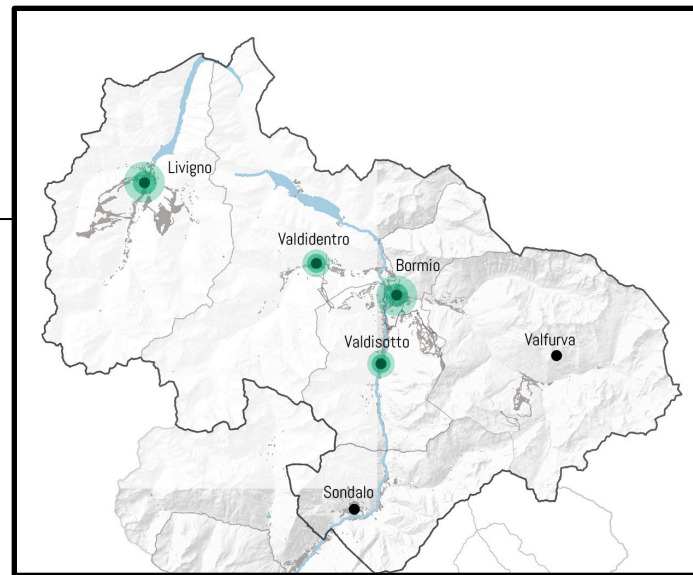 Livigno
Valdidentro
Bormio
Valdisotto
Valfurva
Sondalo